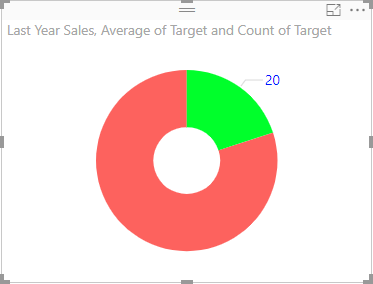 Last Year Sales, Average of Target and Count of Target
20